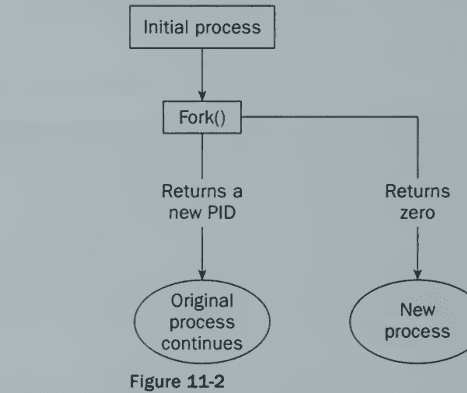 Initial process
Fork()
Returns a
new PID
Returns
zero
Original
process
continues
New
process
Figure 11-2